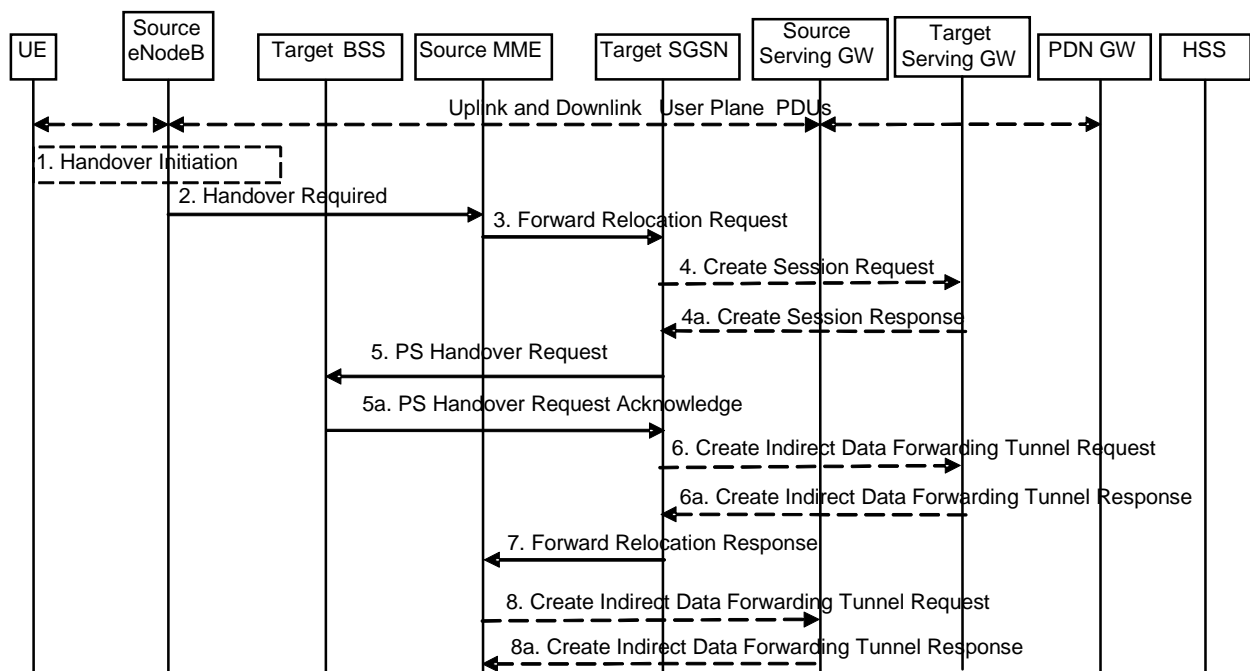 UE
Source
eNodeB
Target BSS
Source MME
Target SGSN
Source
Serving GW
Target
Serving GW
PDN GW
HSS
Uplink and Downlink User Plane PDUs
1. Handover Initiation
2. Handover Required
3. Forward Relocation Request
4. Create Session Request
4a. Create Session Response
5. PS Handover Request
5a. PS Handover Request Acknowledge
6. Create Indirect Data Forwarding Tunnel Request
6a. Create Indirect Data Forwarding Tunnel Response
7. Forward Relocation Response
8. Create Indirect Data Forwarding Tunnel Request
8a. Create Indirect Data Forwarding Tunnel Response